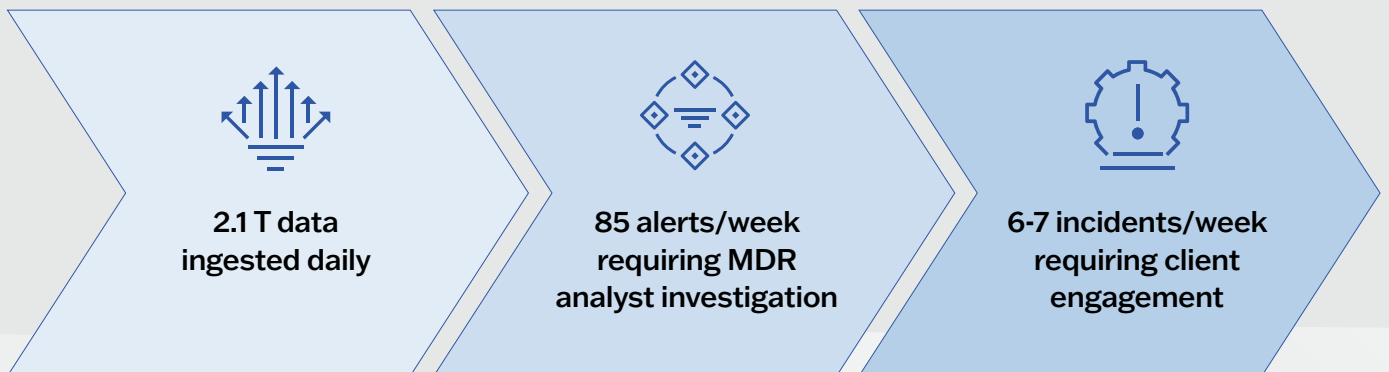 2.1 T data
ingested daily
85 alerts/week
requiring MDR
analyst investigation
6-7 incidents/week
requiring client
engagement